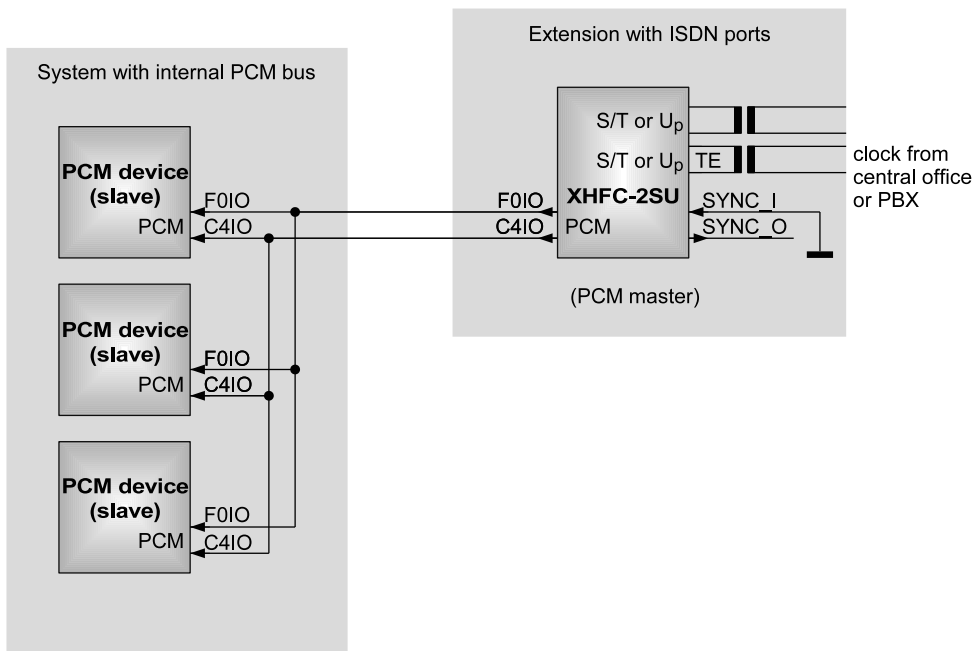 Extension with ISDN ports
System with internal PCM bus
S/T or Up
S/T or Up TE
XHFC-2SU
F0IO
C4IO PCM
SYNC_I
SYNC_O
(PCM master)
clock from
central office
or PBX
PCM device
(slave)
F0IO
PCM C4IO
PCM device
(slave)
F0IO
PCM C4IO
PCM device
(slave)
F0IO
PCM C4IO